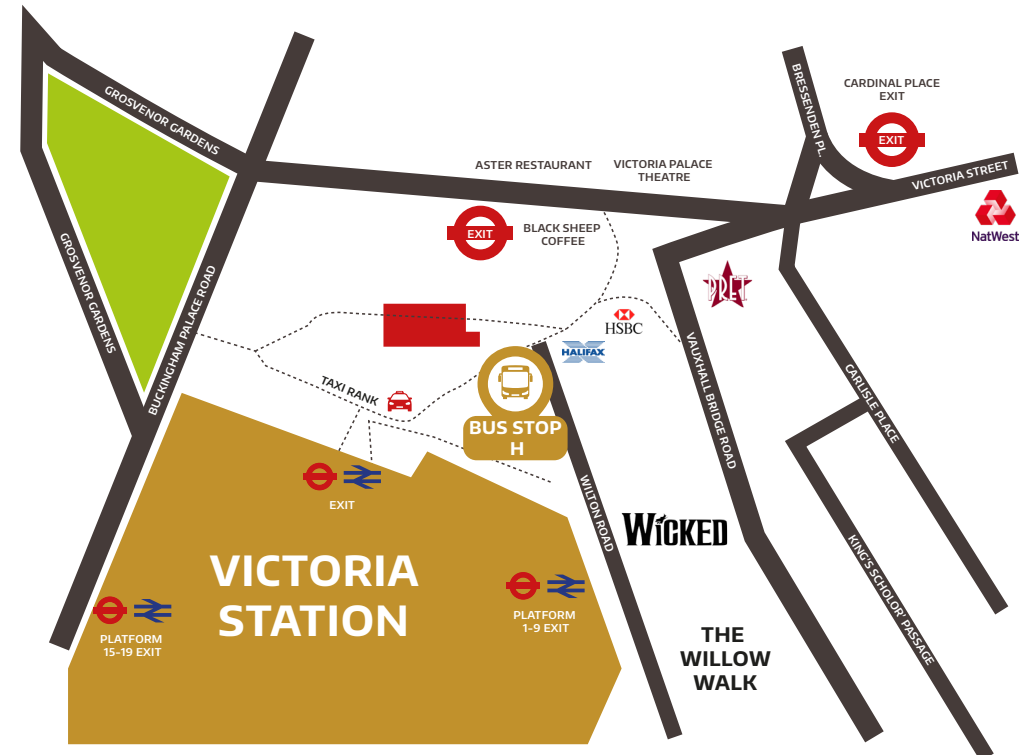 GROSVENOR GARDENS
BRESSENDEN PL.
CARDINAL PLACE
EXIT
EXIT
VICTORIA STREET
NatWest
ASTER RESTAURANT
VICTORIA PALACE
THEATRE
EXIT
BLACK SHEEP
COFFEE
GROSVENOR GARDENS
BUCKINGHAM PALACE ROAD
PRET
HSBC
HALIFAX
VAUXHALL BRIDGE ROAD
CARLISLE PLACE
TAXI RANK
BUS STOP
H
WILTON ROAD
EXIT
WICKED
KING'S SCHOLOR' PASSAGE
VICTORIA
STATION
PLATFORM
15-19 EXIT
PLATFORM
1-9 EXIT
THE
WILLOW
WALK